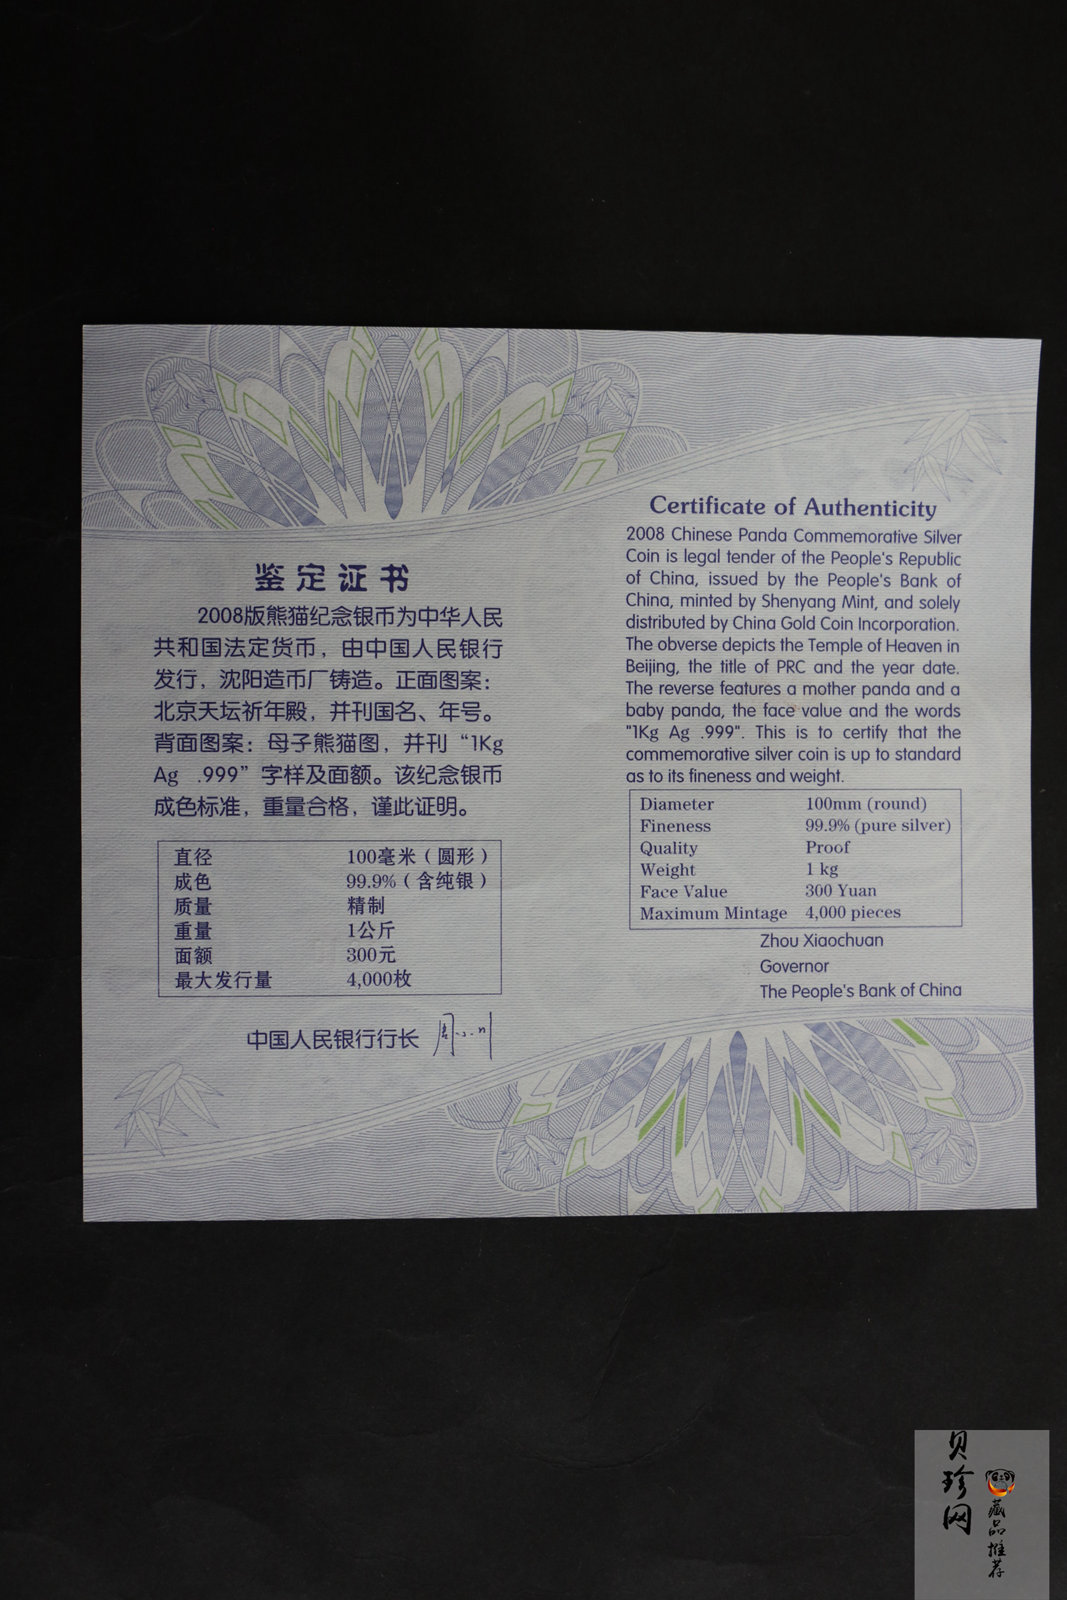 鉴定证书
2008版熊猫纪念银币为中华人民
共和国法定货币，由中国人民银行
发行，沈阳造币厂铸造。正面图案：
北京天坛祈年殿，并刊国名、年号。
背面图案：母子熊猫图，并刊“1Kg
Ag .999”字样及面额。该纪念银币
成色标准，重量合格，谨此证明。
直径 100毫米（圆形）
成色 99.9%（含纯银）
质量 精制
重量 1公斤
面额 300元
最大发行量 4,000枚
中国人民银行行长
Certificate of Authenticity
2008 Chinese Panda Commemorative Silver
Coin is legal tender of the People's Republic
of China, issued by the People's Bank of
China, minted by Shenyang Mint, and solely
distributed by China Gold Coin Incorporation.
The obverse depicts the Temple of Heaven in
Beijing, the title of PRC and the year date.
The reverse features a mother panda and a
baby panda, the face value and the words
"1Kg Ag .999". This is to certify that the
commemorative silver coin is up to standard
as to its fineness and weight.
Diameter 100mm (round)
Fineness 99.9% (pure silver)
Quality Proof
Weight 1 kg
Face Value 300 Yuan
Maximum Mintage 4,000 pieces
Zhou Xiaochuan
Governor
The People's Bank of China
贝珍网
藏品推荐